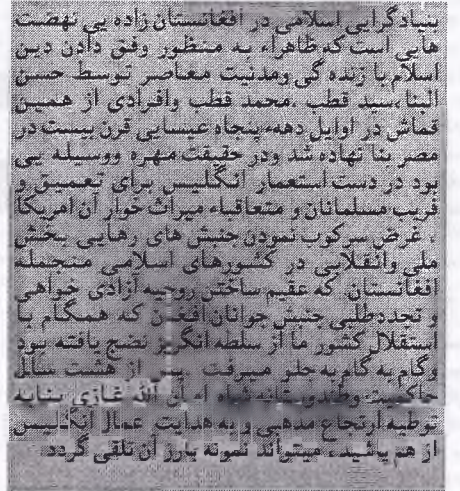 بنیادگرایی اسلامی در افغانستان زاده یی نهضت
هایی است که ظاهراء به منظور وفق دادن دین
اسلام با زنده گی ومدنیت معاصر توسط حسن
البنا،سید قطب ،محمد قطب وافرادی از همین
قماش در اوایل دههء پنجاه عیسایی قرن بیست در
مصر بنا نهاده شد ودر حقیقت مهره ووسیله یی
بود در دست استعمار انگلیس برای تعمیق و
فریب مسلمانان و متعاقباء میراث خوار آن امریکا
، غرض سرکوب نمودن جنبش های رهایی بخش
ملی وانقلابی در کشورهای اسلامی منجمله
افغانستان که عقیم ساختن روحیه آزادی خواهی
و تجددطلبی جنبش جوانان افغان که همگام با
استقلال کشور ما از سلطه انگریز نضج یافته بود
وگام به گام به جلو میرفت پس از هشت سال
حاکمیت وطندوستانه شاه امان الله غازی بنابه
توطیه ارتجاع مذهبی و به هدایت عمال انگلیس
از هم پاشید، میتواند نمونه بارز آن تلقی گردد.